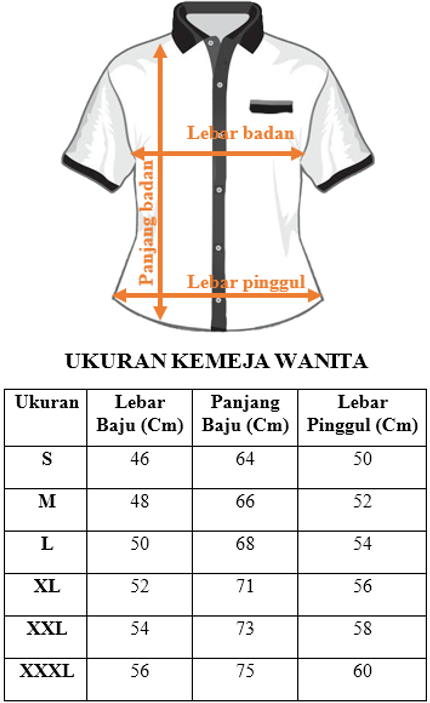 Lebar badan
Panjang badan
Lebar pinggul
UKURAN KEMEJA WANITA
Ukuran Lebar Baju (Cm) Panjang Baju (Cm) Lebar Pinggul (Cm)
S 46 64 50
M 48 66 52
L 50 68 54
XL 52 71 56
XXL 54 73 58
XXXL 56 75 60